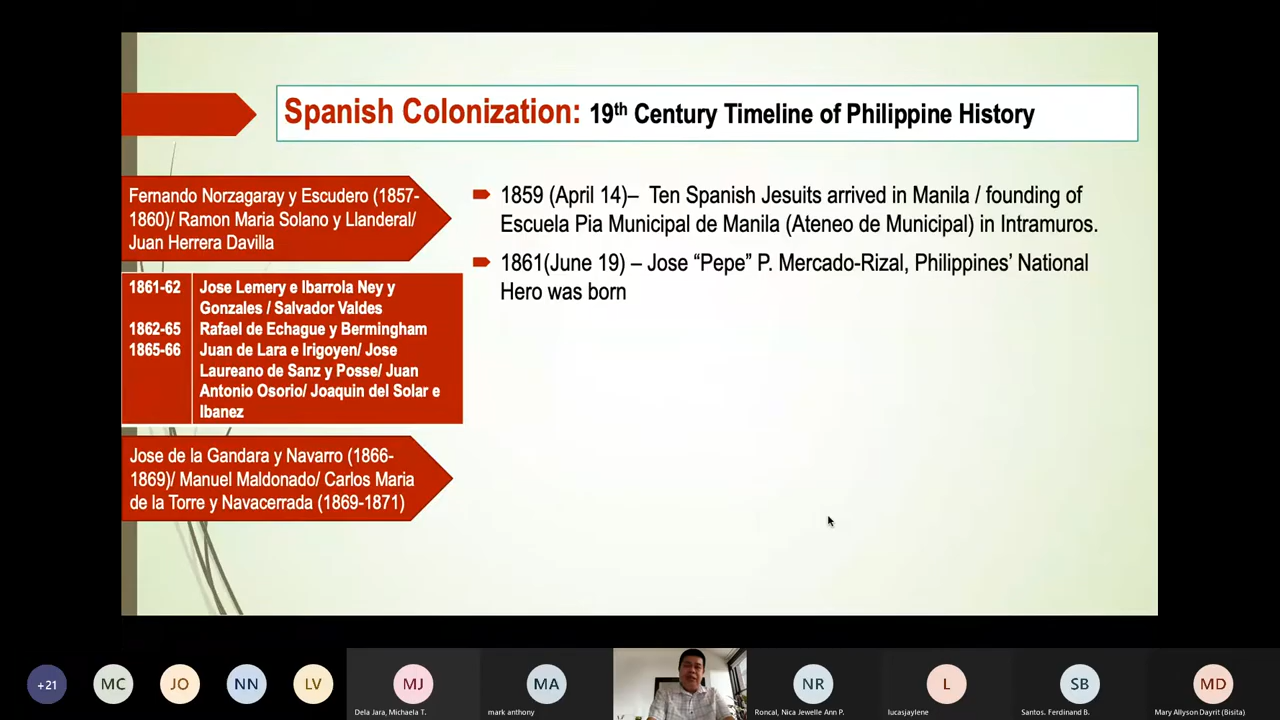 Spanish Colonization: 19th Century Timeline of Philippine History
Fernando Norzagaray y Escudero (1857-
1860)/ Ramon Maria Solano y Llanderal/
Juan Herrera Davilla
1861-62 Jose Lemery e Ibarrola Ney y
Gonzales / Salvador Valdes
1862-65 Rafael de Echague y Bermingham
1865-66 Juan de Lara e Irigoyen/ Jose
Laureano de Sanz y Posse/ Juan
Antonio Osorio/ Joaquin del Solar e
Ibanez
Jose de la Gandara y Navarro (1866-
1869)/ Manuel Maldonado/ Carlos Maria
de la Torre y Navacerrada (1869-1871)
1859 (April 14)– Ten Spanish Jesuits arrived in Manila / founding of
Escuela Pia Municipal de Manila (Ateneo de Municipal) in Intramuros.
1861(June 19) – Jose “Pepe” P. Mercado-Rizal, Philippines’ National
Hero was born
+21
MC
JO
NN
LV
MJ
Dela Jara, Michaela T.
MA
mark anthony
NR
Roncal, Nica Jewelle Ann P.
L
lucasjaylene
SB
Santos. Ferdinand B.
MD
Mary Allyson Dayrit (Bisita)